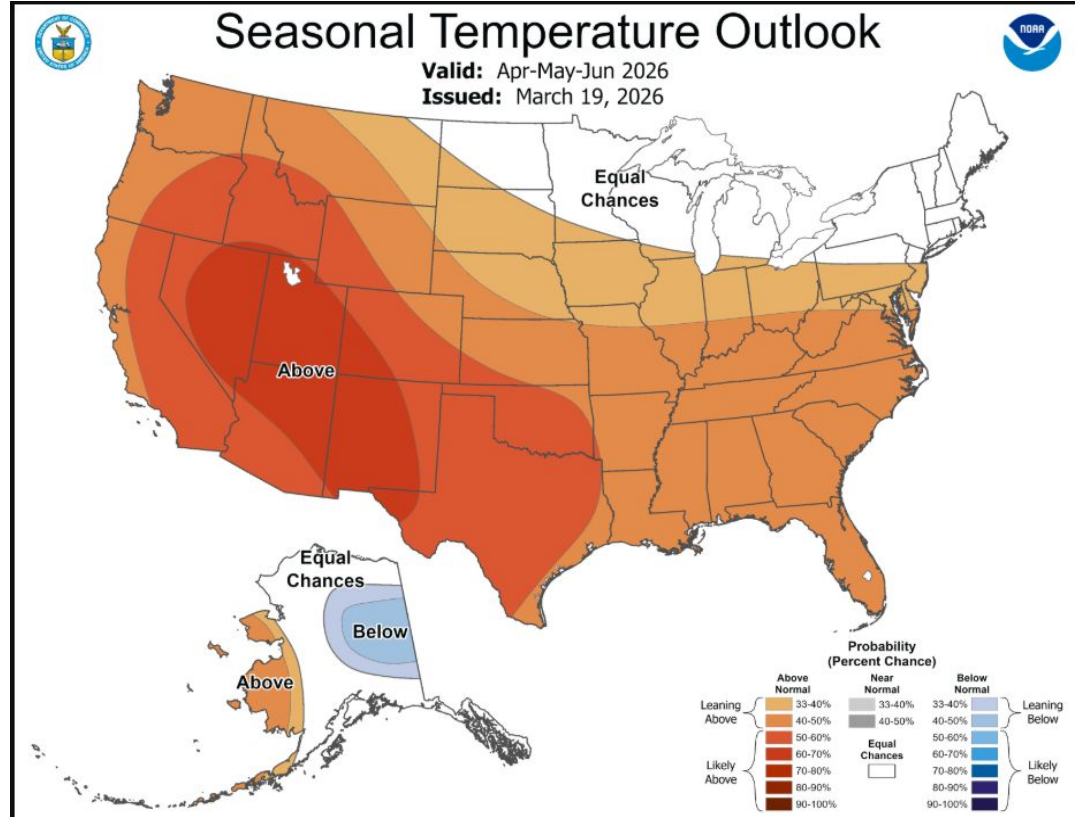 Seasonal Temperature Outlook
Valid: Apr-May-Jun 2026
Issued: March 19, 2026
NOAA
Equal
Chances
Above
Equal
Chances
Below
Above
Probability
(Percent Chance)
Above
Normal
Near
Normal
Below
Normal
Leaning
Above
33-40%
40-50%
33-40%
40-50%
33-40%
40-50%
Leaning
Below
Likely
Above
50-60%
60-70%
70-80%
80-90%
90-100%
Equal
Chances
50-60%
60-70%
70-80%
80-90%
90-100%
Likely
Below